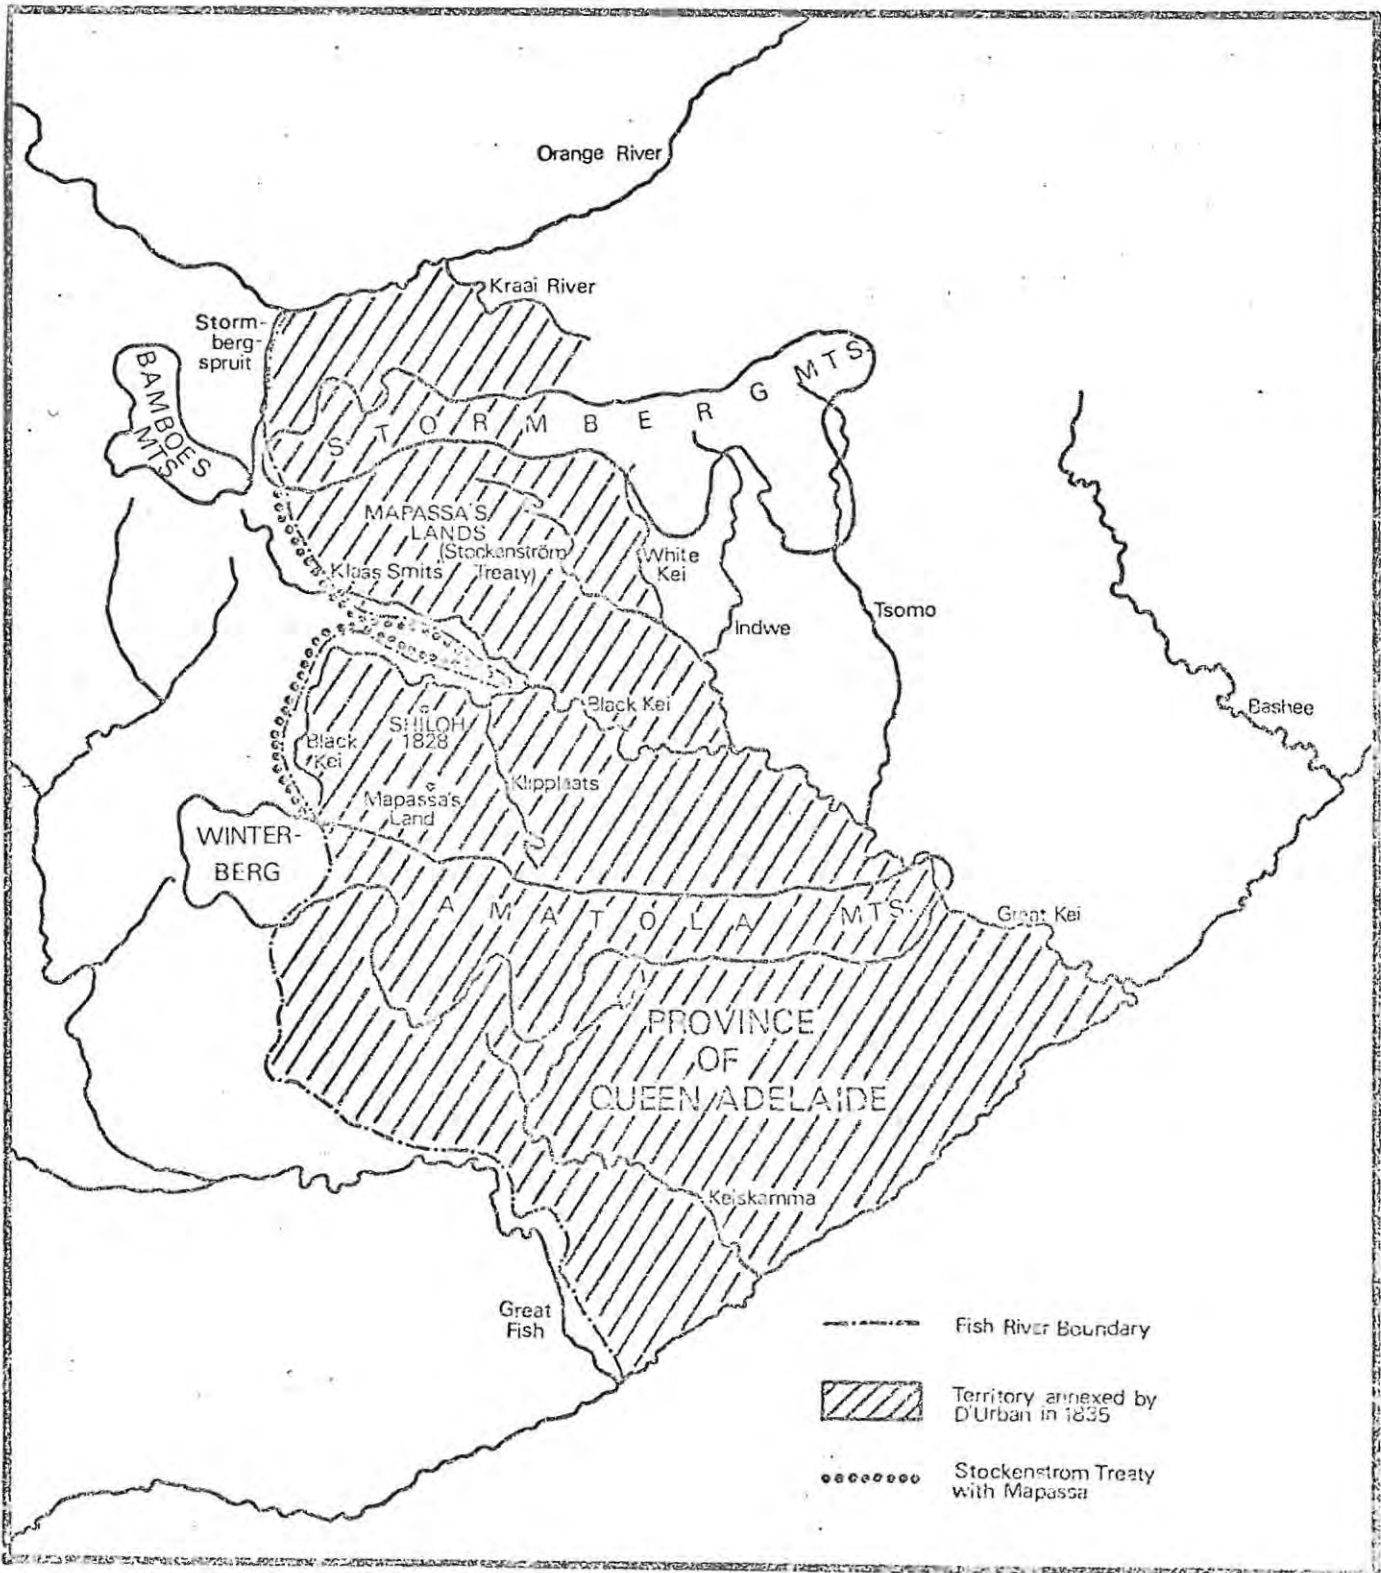 Orange River
Kraai River
Storm-
berg-
spruit
BAMBOES
MTS
STORMBERG MTS
MAPASSA'S
LANDS
(Stockenström
Treaty)
Klaas Smits
White
Kei
Indwe
Tsomo
Bashee
Black Kei
SHILOH
1828
Black
Kei
Klipplaats
Mapassa's
Land
WINTER-
BERG
AMATOLA MTS
Great Kei
PROVINCE
OF
QUEEN ADELAIDE
Keiskamma
Great
Fish
Fish River Boundary
Territory annexed by
D'Urban in 1835
Stockenstrom Treaty
with Mapassa